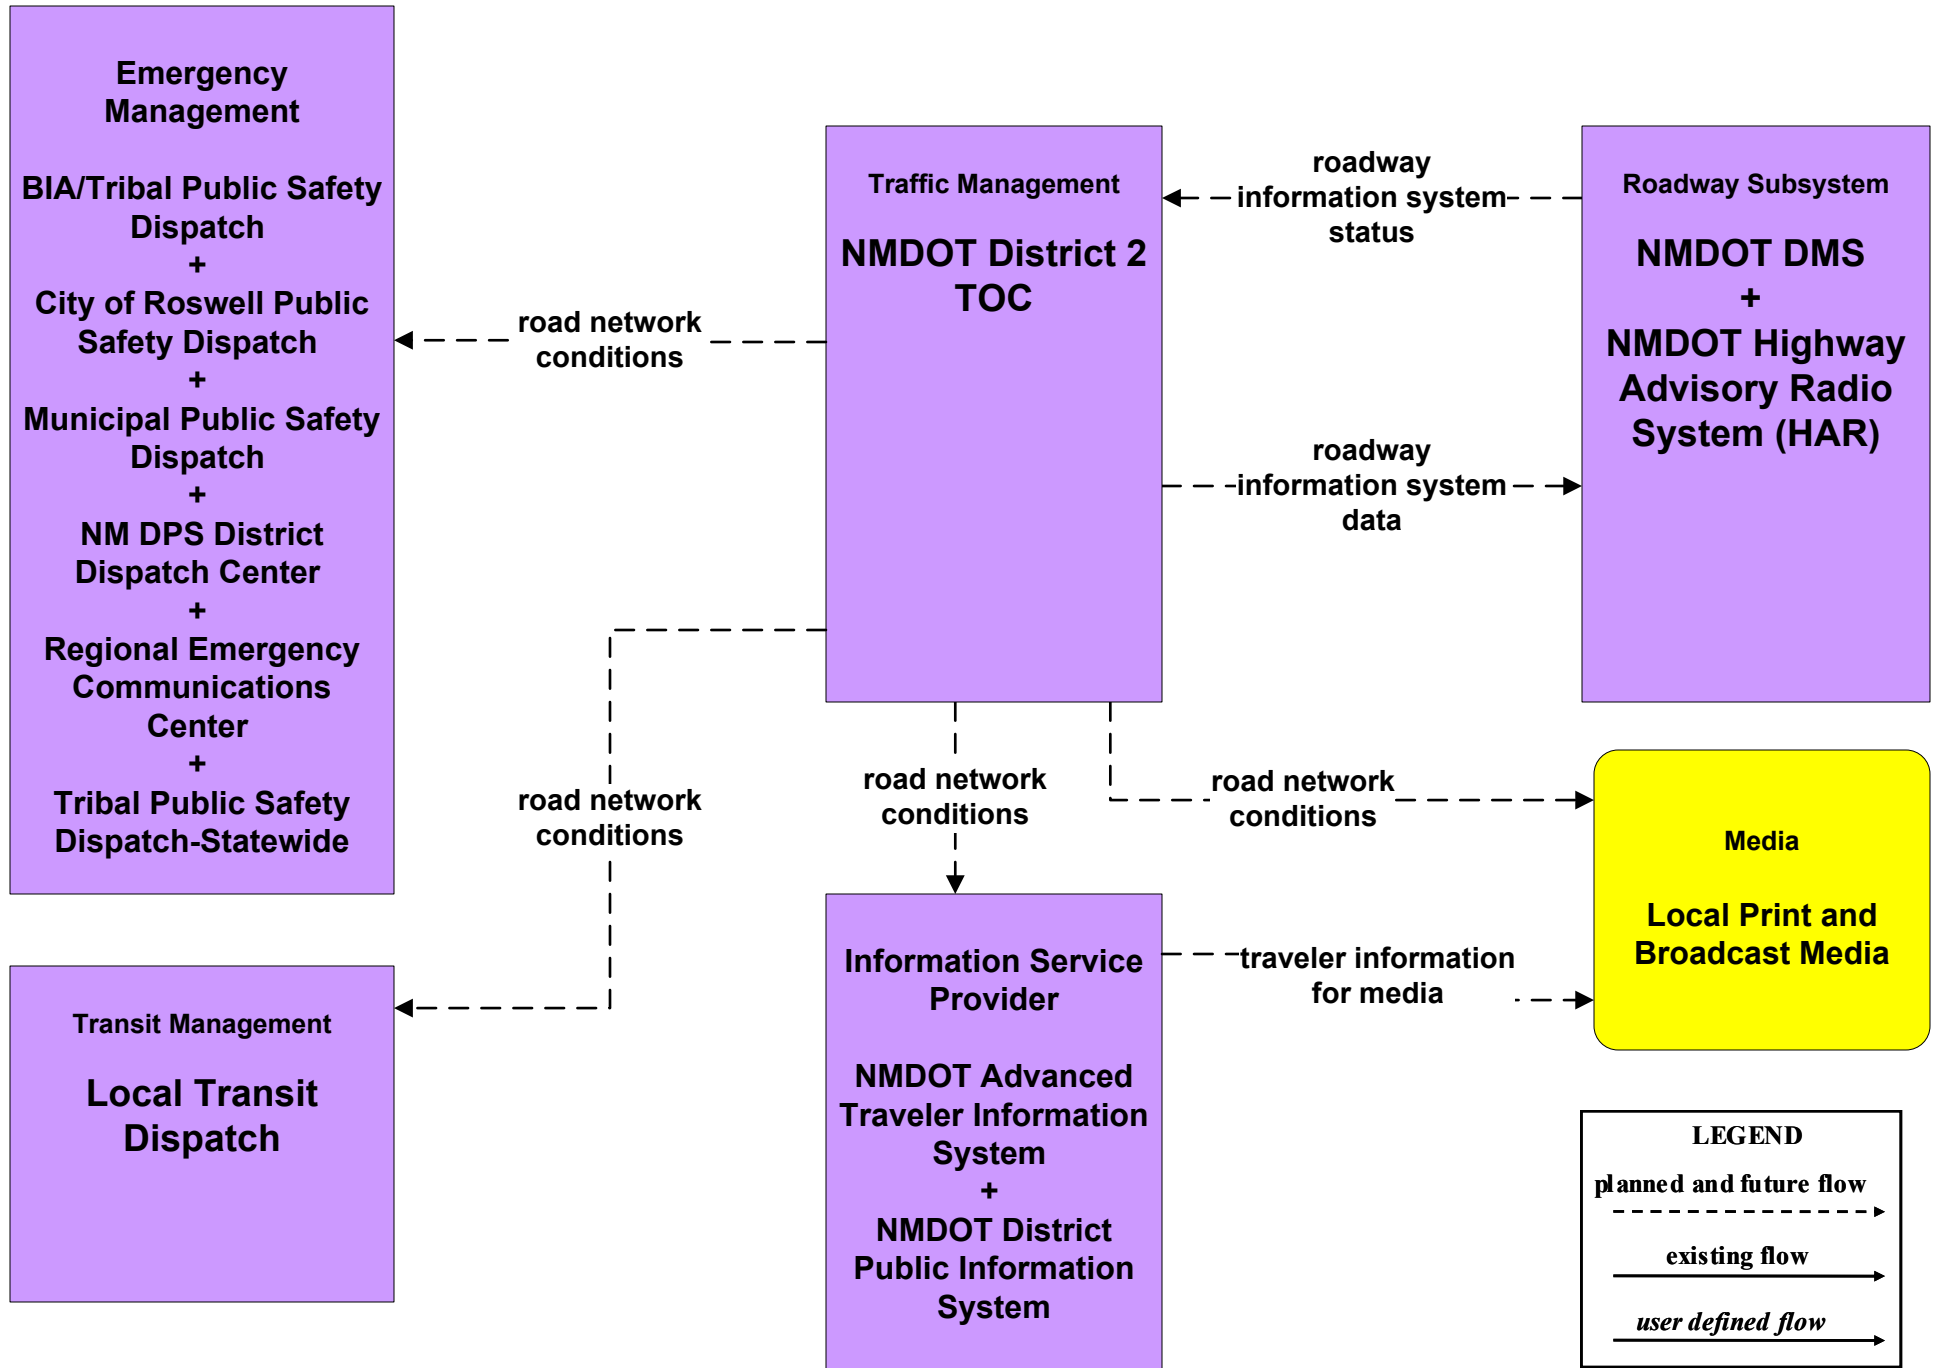 Emergency
Management
BIA/Tribal Public Safety
Dispatch
+
City of Roswell Public
Safety Dispatch
+
Municipal Public Safety
Dispatch
+
NM DPS District
Dispatch Center
+
Regional Emergency
Communications
Center
+
Tribal Public Safety
Dispatch-Statewide
Transit Management
Local Transit
Dispatch
road network
conditions
road network
conditions
Traffic Management
NMDOT District 2
TOC
roadway
information system
status
roadway
information system
data
Roadway Subsystem
NMDOT DMS
+
NMDOT Highway
Advisory Radio
System (HAR)
road network
conditions
road network
conditions
Information Service
Provider
NMDOT Advanced
Traveler Information
System
+
NMDOT District
Public Information
System
traveler information
for media
Media
Local Print and
Broadcast Media
LEGEND
planned and future flow
existing flow
user defined flow